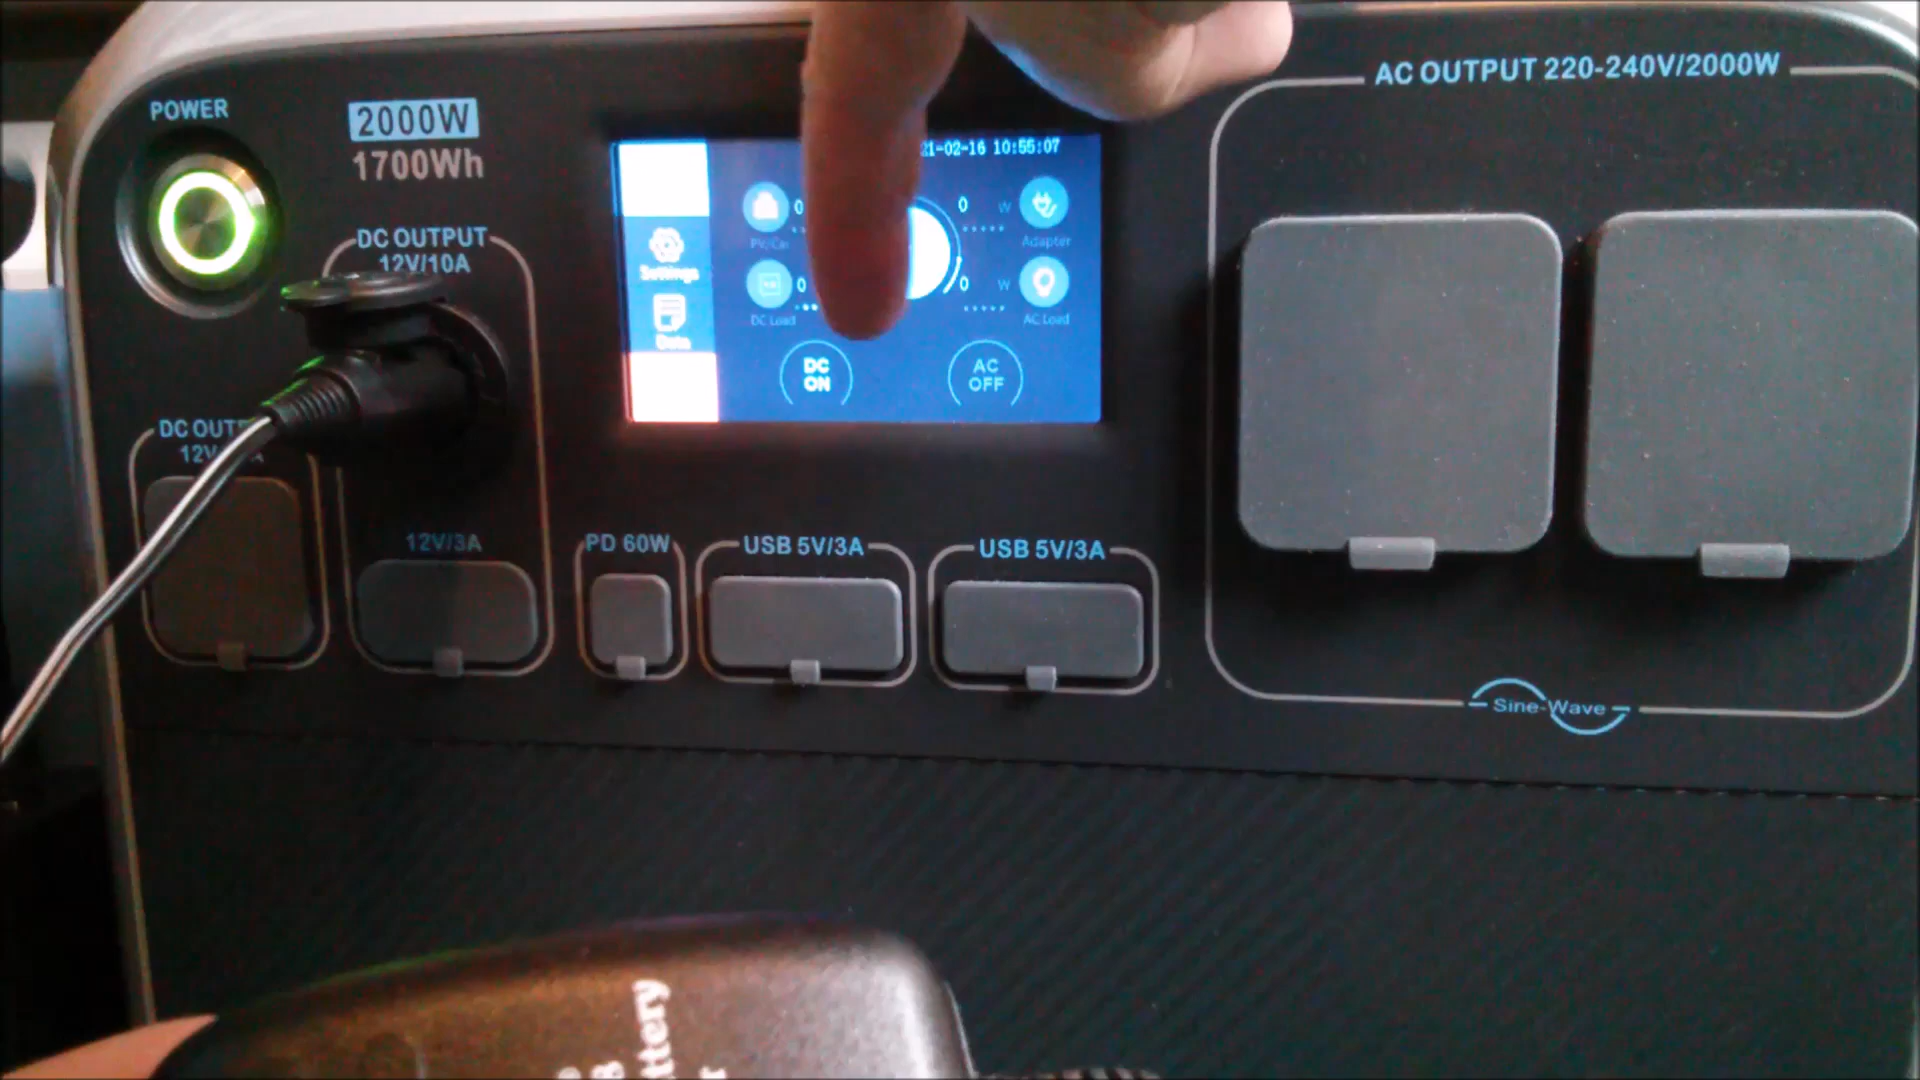 POWER
2000W
1700Wh
DC OUTPUT
12V/10A
DC OUT
12V
12V/3A
PD 60W
USB 5V/3A
USB 5V/3A
21-02-16 10:55:07
0
0 W
Adapter
Settings
0
0 W
DC Load
AC Load
Data
DC
ON
AC
OFF
AC OUTPUT 220-240V/2000W
Sine-Wave